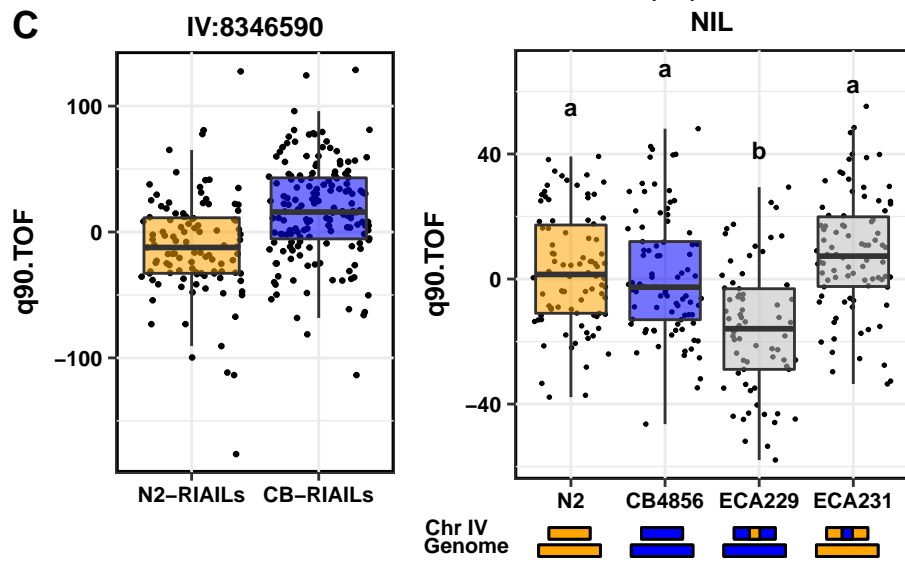 C
IV:8346590
NIL
q90.TOF
100
0
−100
N2−RIAILs
CB−RIAILs
q90.TOF
40
0
−40
a
a
b
a
N2
CB4856
ECA229
ECA231
Chr IV
Genome